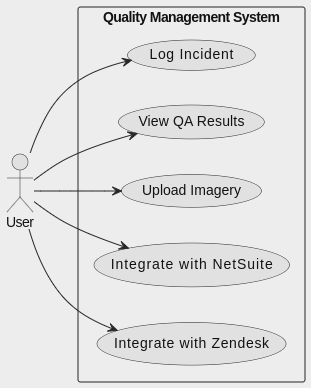 Quality Management System
Log Incident
View QA Results
User
Upload Imagery
Integrate with NetSuite
Integrate with Zendesk